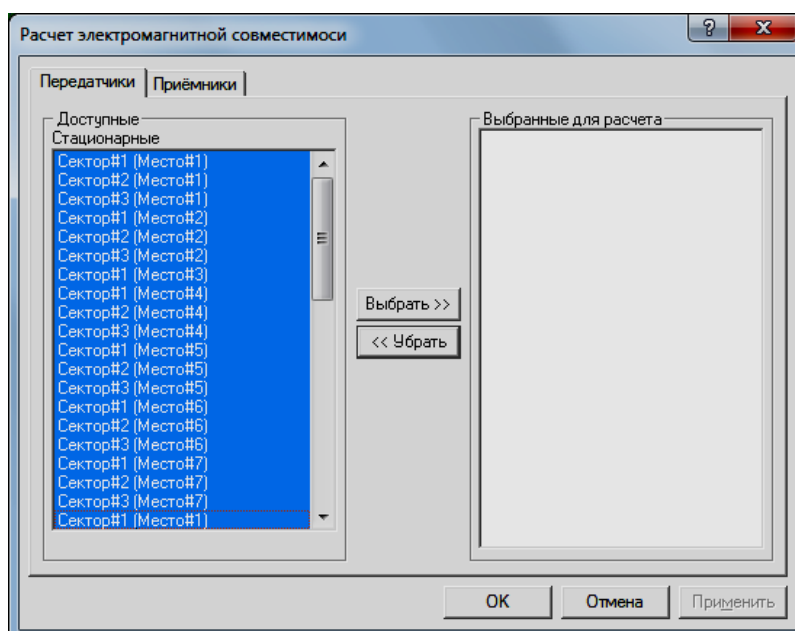 Расчет электромагнитной совместимоси
?
X
Передатчики
Приёмники
Доступные
Стационарные
Сектор#1 (Место#1)
Сектор#2 (Место#1)
Сектор#3 (Место#1)
Сектор#1 (Место#2)
Сектор#2 (Место#2)
Сектор#3 (Место#2)
Сектор#1 (Место#3)
Сектор#1 (Место#4)
Сектор#2 (Место#4)
Сектор#3 (Место#4)
Сектор#1 (Место#5)
Сектор#2 (Место#5)
Сектор#3 (Место#5)
Сектор#1 (Место#6)
Сектор#2 (Место#6)
Сектор#3 (Место#6)
Сектор#1 (Место#7)
Сектор#2 (Место#7)
Сектор#3 (Место#7)
Сектор#1 (Место#1)
Выбрать >>
<< Убрать
Выбранные для расчета
OK
Отмена
Применить